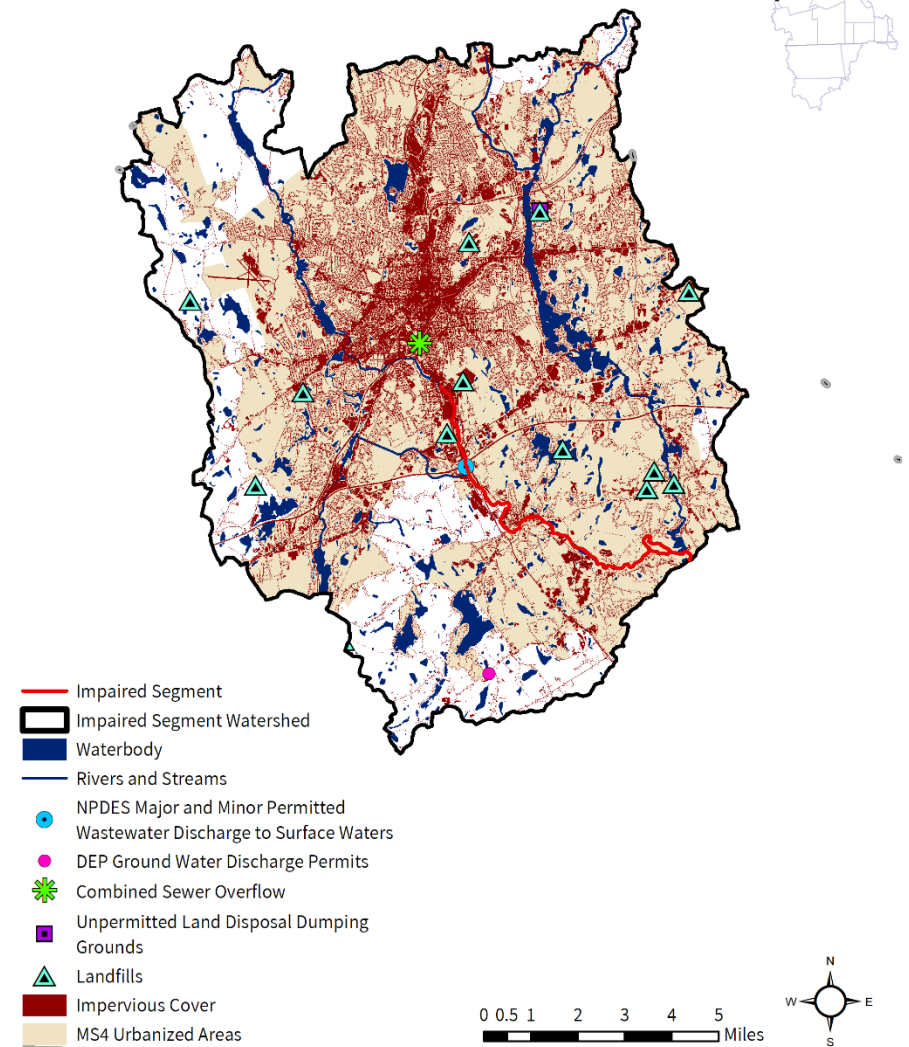 Impaired Segment
Impaired Segment Watershed
Waterbody
Rivers and Streams
NPDES Major and Minor Permitted
Wastewater Discharge to Surface Waters
DEP Ground Water Discharge Permits
Combined Sewer Overflow
Unpermitted Land Disposal Dumping
Grounds
Landfills
Impervious Cover
MS4 Urbanized Areas
0 0.5 1 2 3 4 5
Miles
N
W E
S